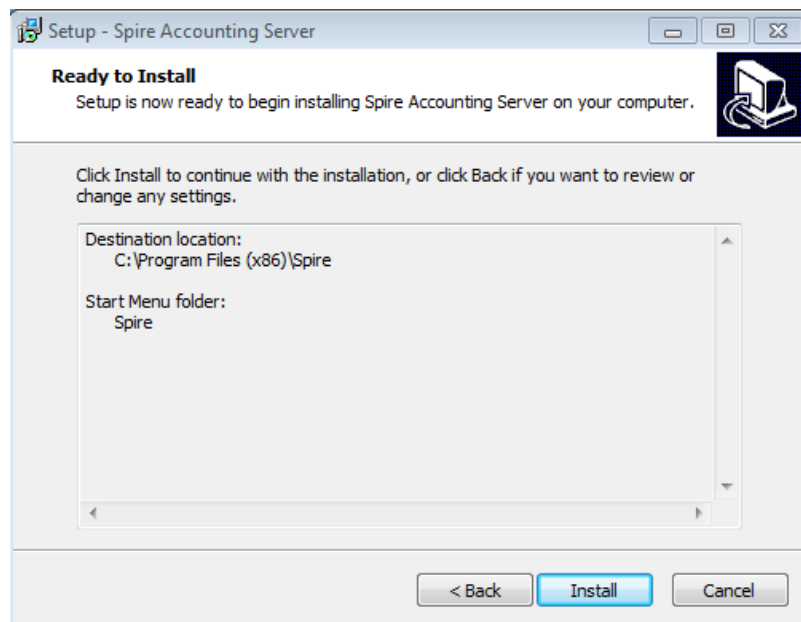 Setup - Spire Accounting Server
Ready to Install
Setup is now ready to begin installing Spire Accounting Server on your computer.
Click Install to continue with the installation, or click Back if you want to review or
change any settings.
Destination location:
C:\Program Files (x86)\Spire
Start Menu folder:
Spire
< Back
Install
Cancel